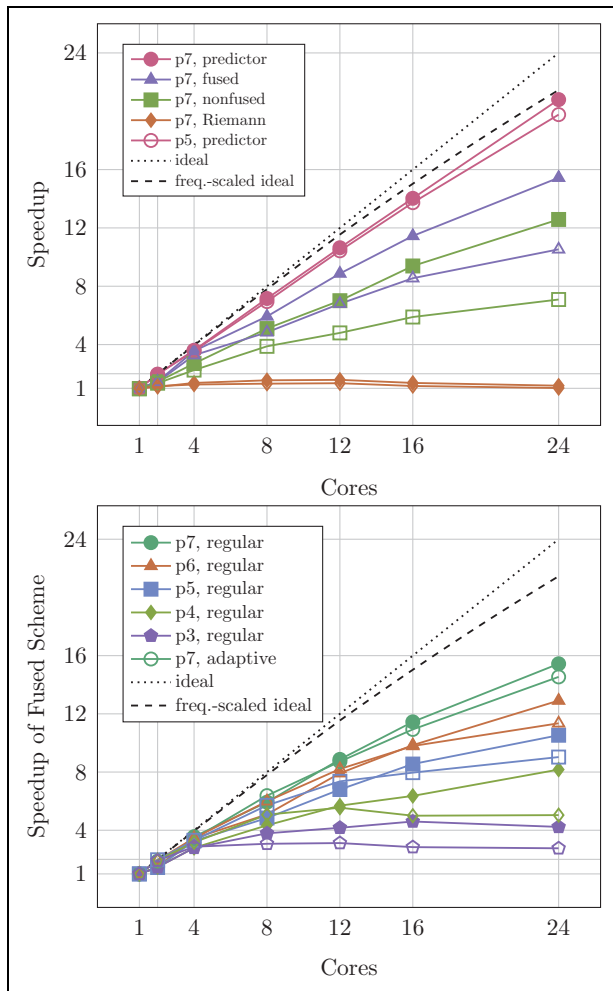 24
16
12
8
4
1
Speedup
p7, predictor
p7, fused
p7, nonfused
p7, Riemann
p5, predictor
ideal
freq.-scaled ideal
1 4 8 12 16 24
Cores
24
16
12
8
4
1
Speedup of Fused Scheme
p7, regular
p6, regular
p5, regular
p4, regular
p3, regular
p7, adaptive
ideal
freq.-scaled ideal
1 4 8 12 16 24
Cores